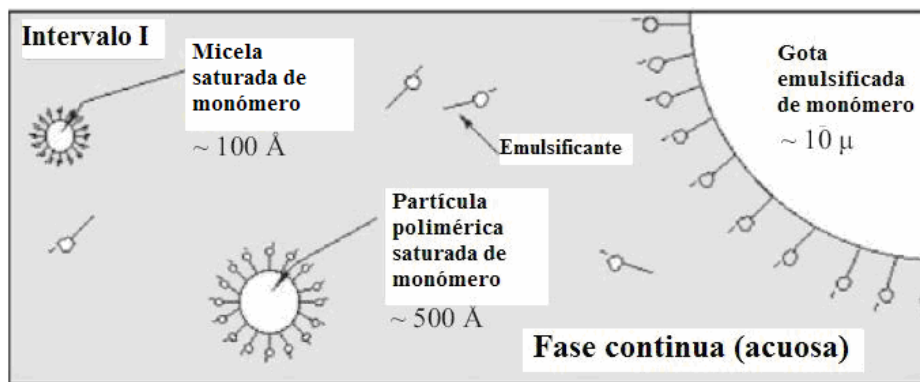 Intervalo I
Micela
saturada de
monómero
~ 100 Å
Emulsificante
Gota
emulsificada
de monómero
~ 10 μ
Partícula
polimérica
saturada de
monómero
~ 500 Å
Fase continua (acuosa)